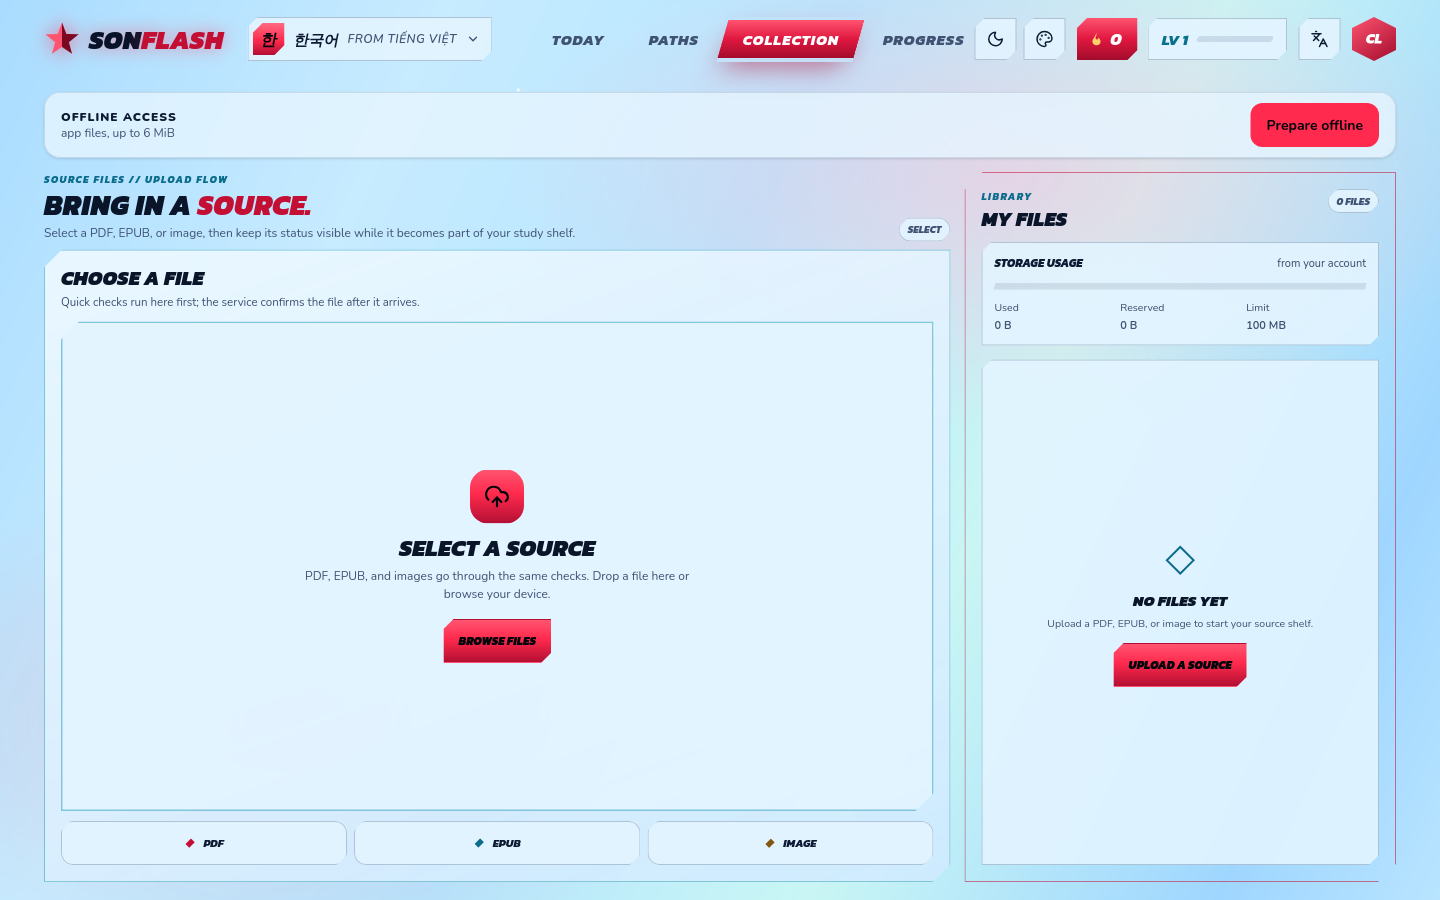 SONFLASH
한 한국어 FROM TIẾNG VIỆT
TODAY
PATHS
COLLECTION
PROGRESS
0
LV 1
CL
OFFLINE ACCESS
app files, up to 6 MiB
Prepare offline
SOURCE FILES // UPLOAD FLOW
BRING IN A SOURCE.
Select a PDF, EPUB, or image, then keep its status visible while it becomes part of your study shelf.
SELECT
CHOOSE A FILE
Quick checks run here first; the service confirms the file after it arrives.
SELECT A SOURCE
PDF, EPUB, and images go through the same checks. Drop a file here or
browse your device.
BROWSE FILES
PDF
EPUB
IMAGE
LIBRARY
MY FILES
0 FILES
STORAGE USAGE
from your account
Used
Reserved
Limit
0 B
0 B
100 MB
NO FILES YET
Upload a PDF, EPUB, or image to start your source shelf.
UPLOAD A SOURCE